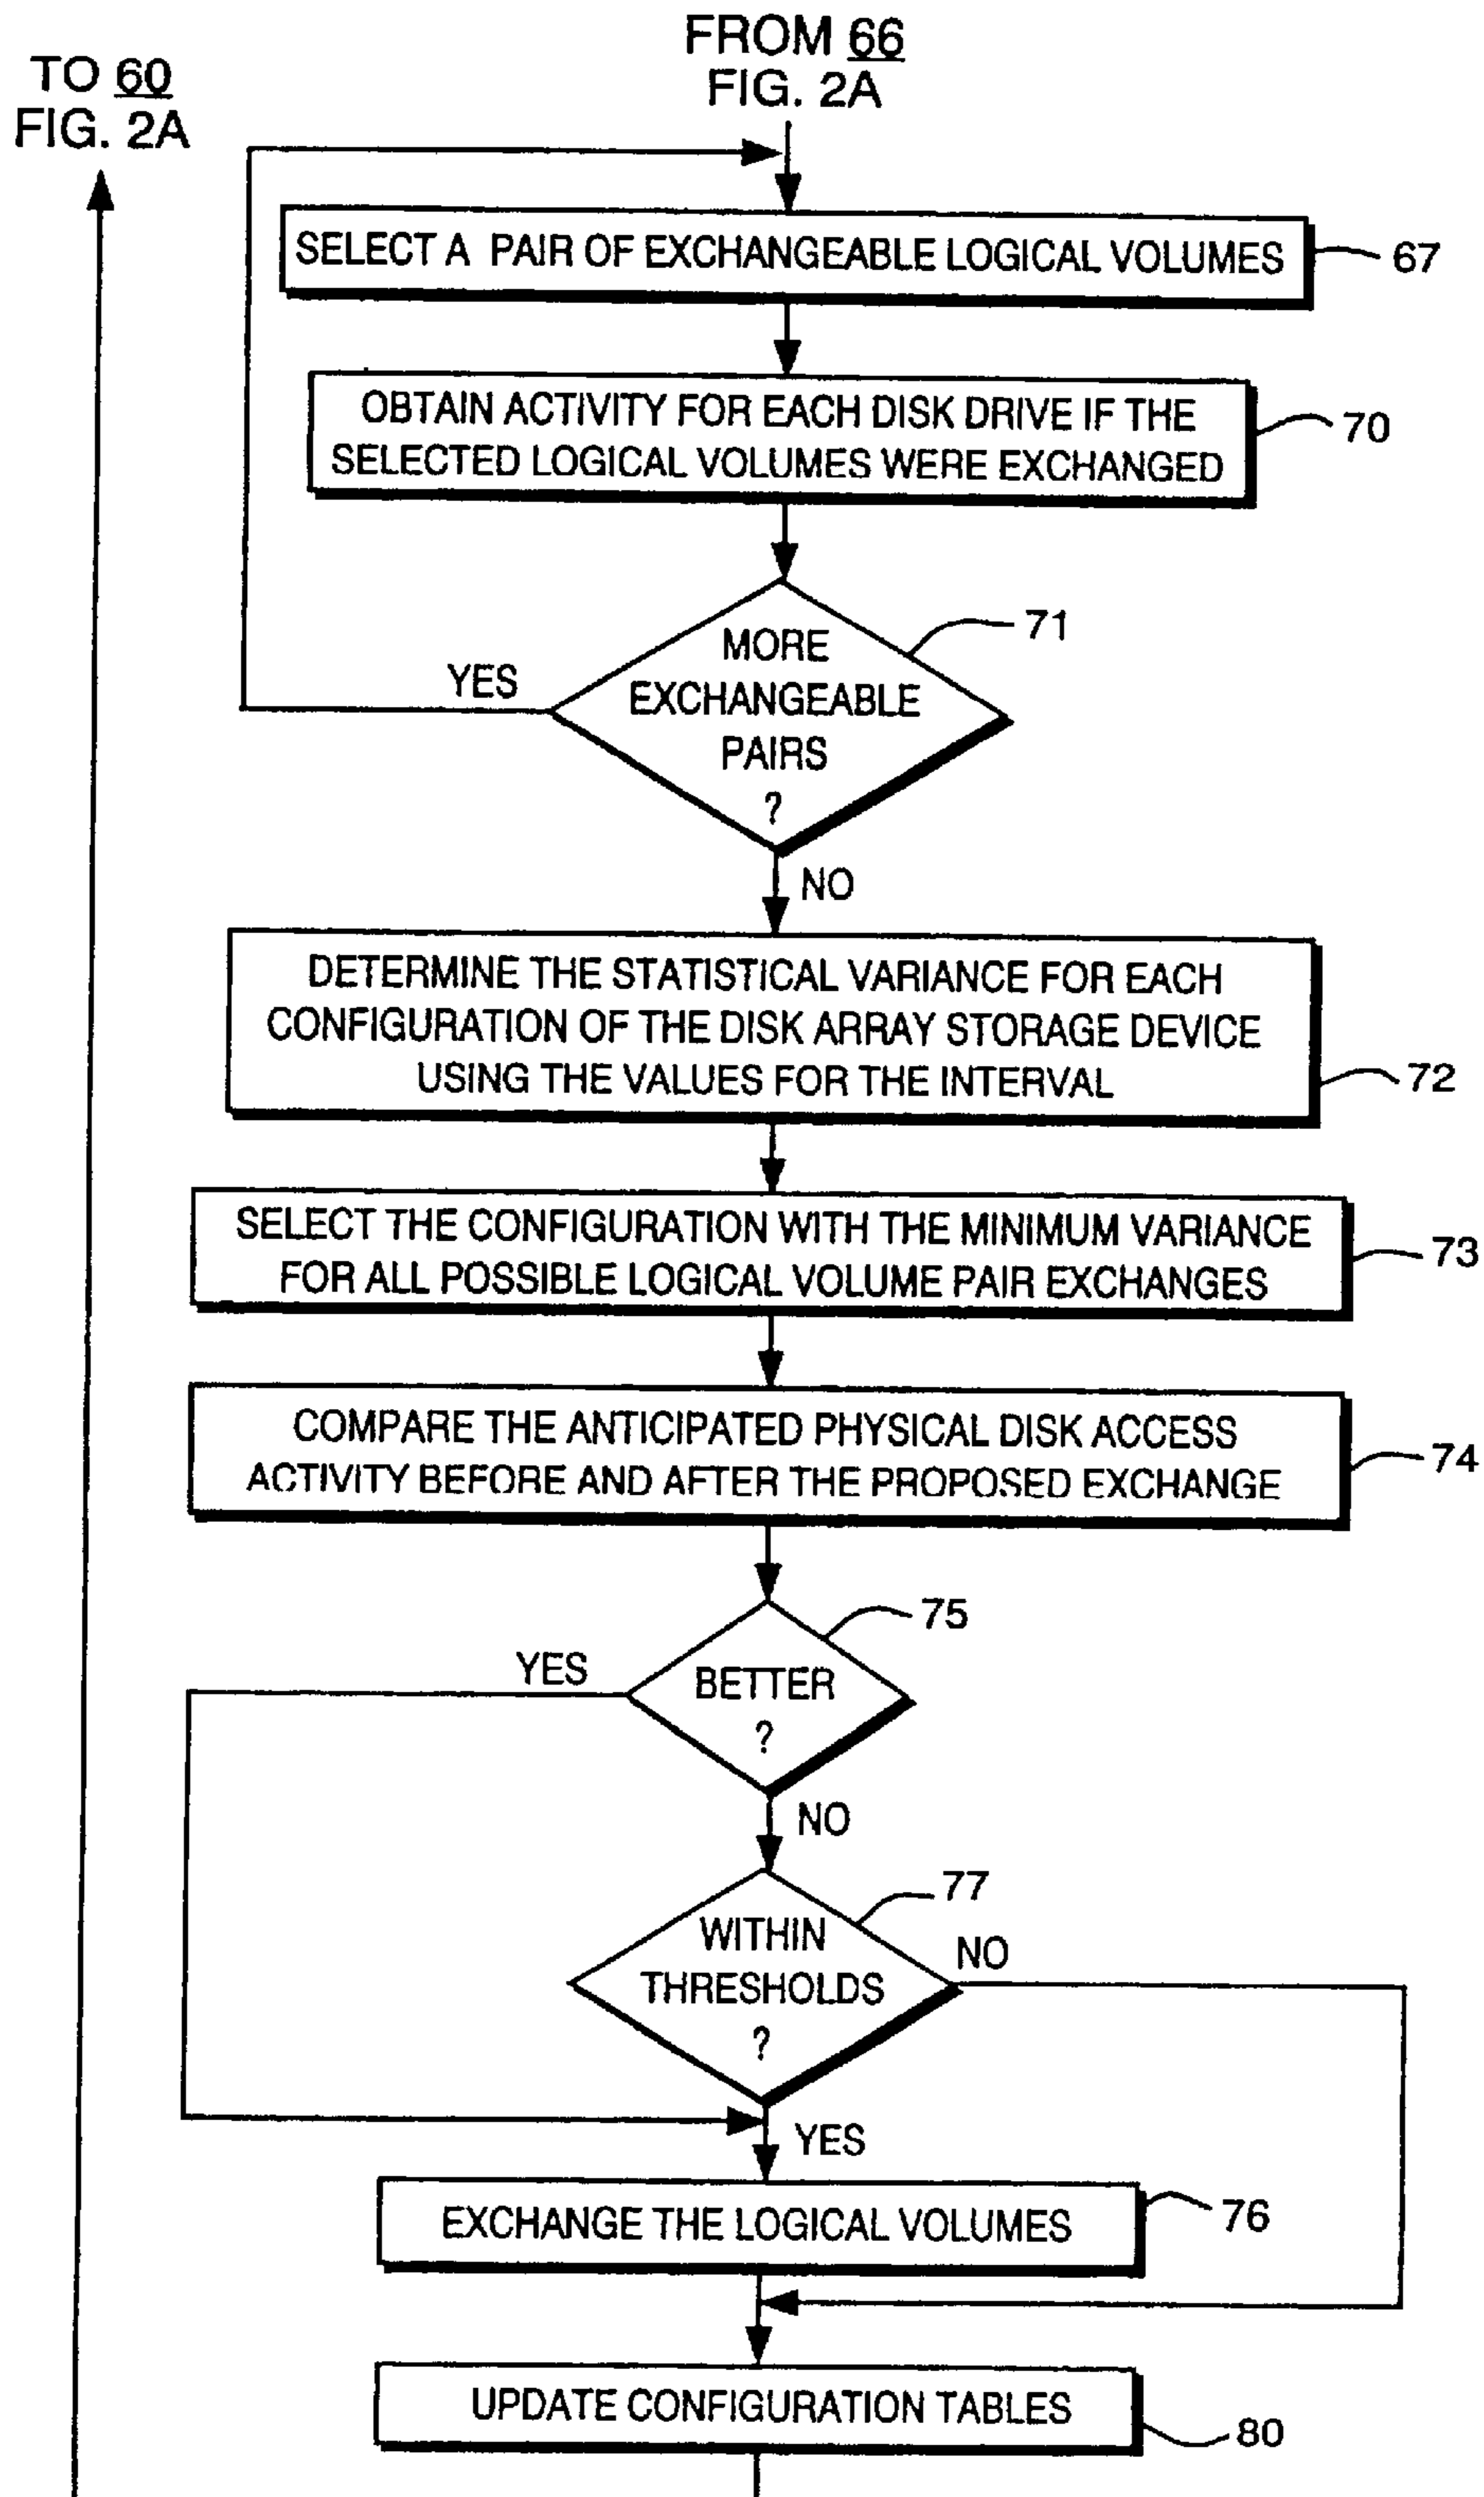 TO 60
FIG. 2A
FROM 66
FIG. 2A
SELECT A PAIR OF EXCHANGEABLE LOGICAL VOLUMES
67
OBTAIN ACTIVITY FOR EACH DISK DRIVE IF THE
SELECTED LOGICAL VOLUMES WERE EXCHANGED
70
MORE
EXCHANGEABLE
PAIRS
?
71
YES
NO
DETERMINE THE STATISTICAL VARIANCE FOR EACH
CONFIGURATION OF THE DISK ARRAY STORAGE DEVICE
USING THE VALUES FOR THE INTERVAL
72
SELECT THE CONFIGURATION WITH THE MINIMUM VARIANCE
FOR ALL POSSIBLE LOGICAL VOLUME PAIR EXCHANGES
73
COMPARE THE ANTICIPATED PHYSICAL DISK ACCESS
ACTIVITY BEFORE AND AFTER THE PROPOSED EXCHANGE
74
75
YES
BETTER
?
NO
77
WITHIN
THRESHOLDS
?
NO
YES
EXCHANGE THE LOGICAL VOLUMES
76
UPDATE CONFIGURATION TABLES
80